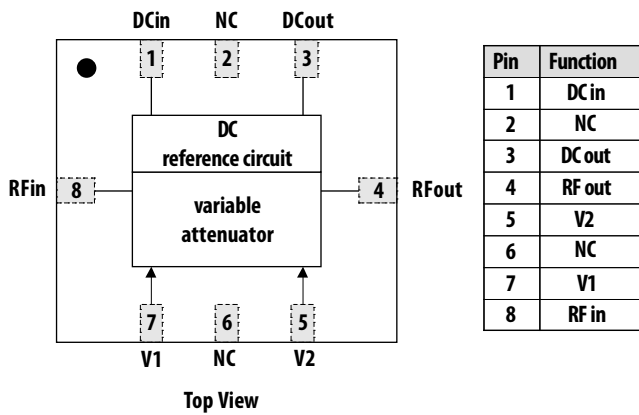 DCin NC DCout
1 2 3
DC
reference circuit
RFin 8 4 RFout
variable
attenuator
7 6 5
V1 NC V2
Top View
Pin Function
1 DC in
2 NC
3 DC out
4 RF out
5 V2
6 NC
7 V1
8 RF in